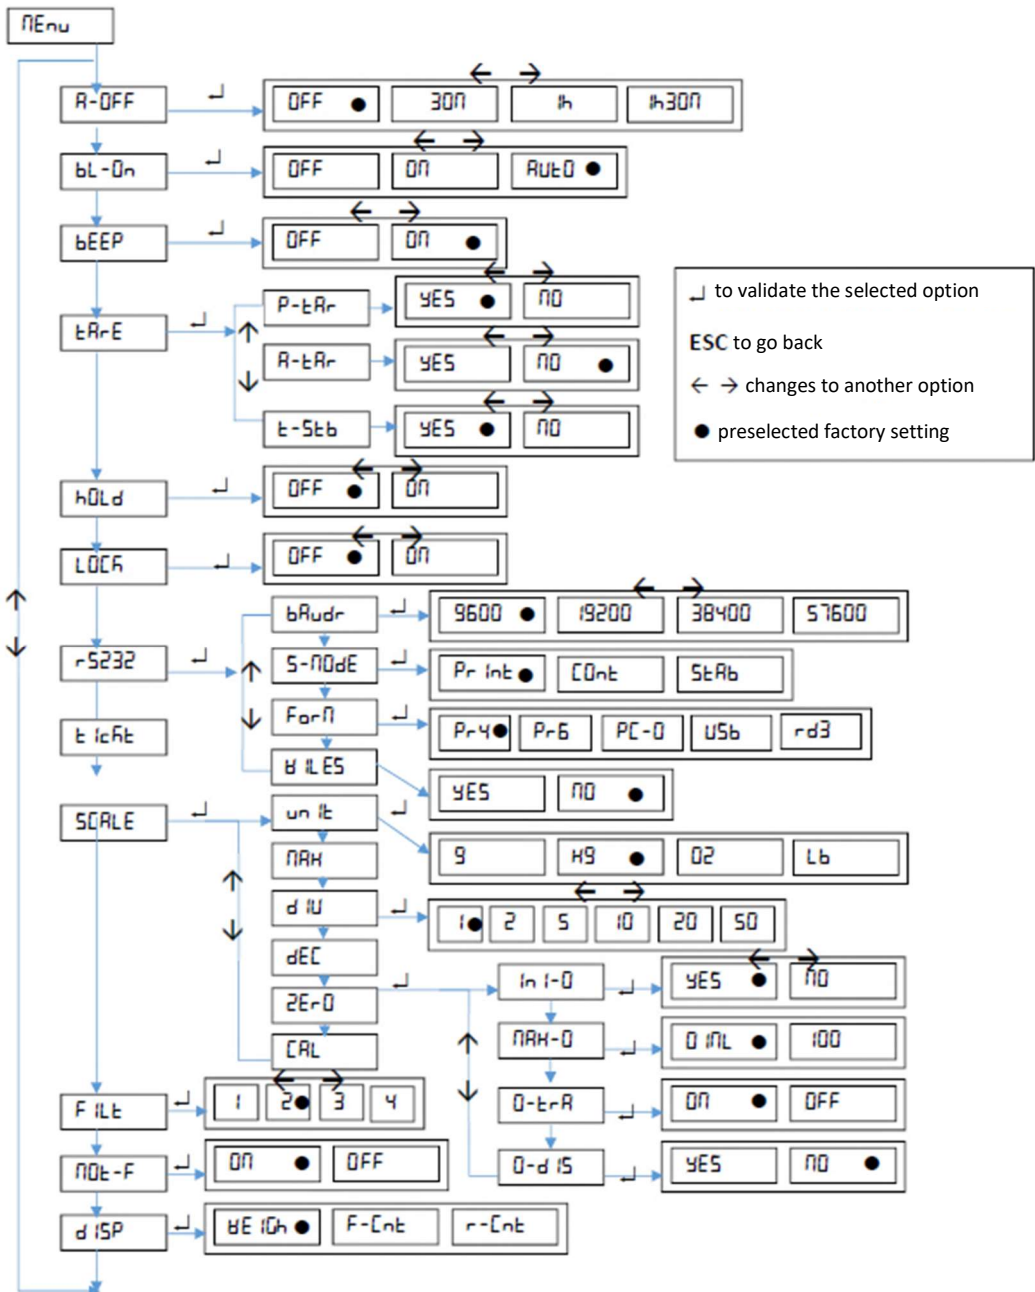 MEnu
A-OFF
OFF ● 30M 1h 1h30M
bL-On
OFF ON AUtO ●
bEEP
OFF ON ●
tArE
P-tAr
YES ● NO
A-tAr
YES NO ●
t-Stb
YES ● NO
↵ to validate the selected option
ESC to go back
← → changes to another option
● preselected factory setting
hOLd
OFF ● ON
LOCK
OFF ● ON
rS232
bAudr
9600 ● 19200 38400 57600
S-MOdE
Print ● COnt StAb
ForM
Pr4 ● Pr6 PC-0 USb rd3
WILES
YES NO ●
tIcKt
SCALE
unIt
g Kg ● OZ Lb
MAX
dIV
1 ● 2 5 10 20 50
dEC
ZErO
InI-0
YES ● NO
MAX-0
OIML ● 100
0-trA
ON ● OFF
0-dIS
YES NO ●
CAL
FILt
1 2 ● 3 4
MOt-F
ON ● OFF
dISP
WEIGh ● F-Cnt r-Cnt